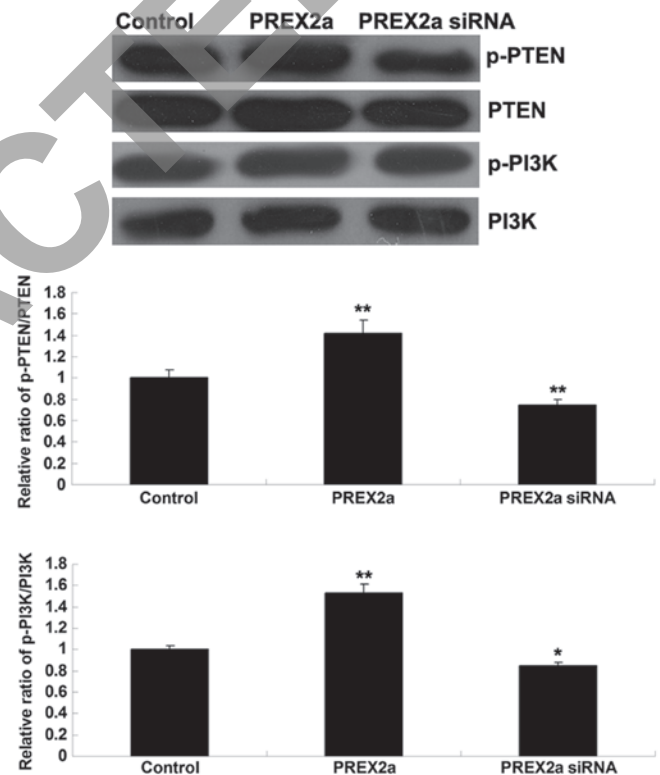 Control PREX2a PREX2a siRNA
p-PTEN
PTEN
p-PI3K
PI3K
Relative ratio of p-PTEN/PTEN
1.8
1.6
1.4
1.2
1
0.8
0.6
0.4
0.2
0
**
**
Control PREX2a PREX2a siRNA
Relative ratio of p-PI3K/PI3K
1.8
1.6
1.4
1.2
1
0.8
0.6
0.4
0.2
0
**
*
Control PREX2a PREX2a siRNA